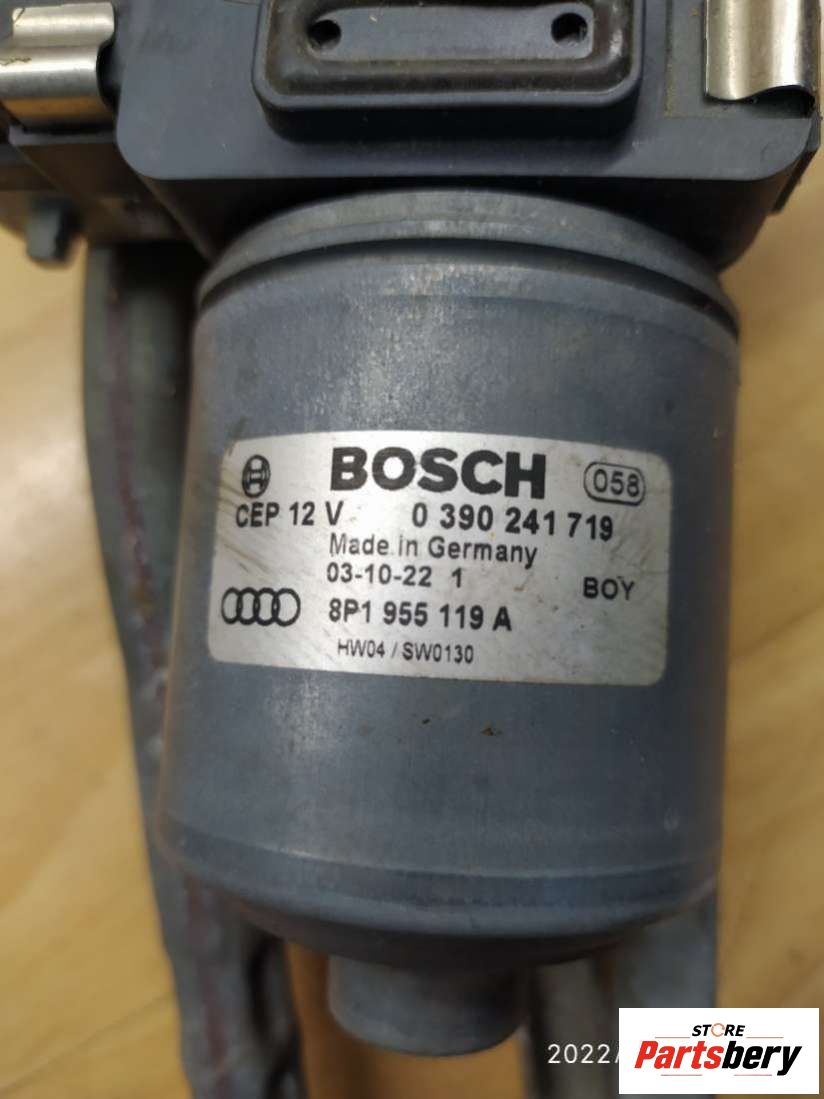 BOSCH 058
CEP 12 V 0 390 241 719
Made in Germany
03-10-22 1 BOY
8P1 955 119 A
HW04 / SW0130
2022/
STORE
Partsbery